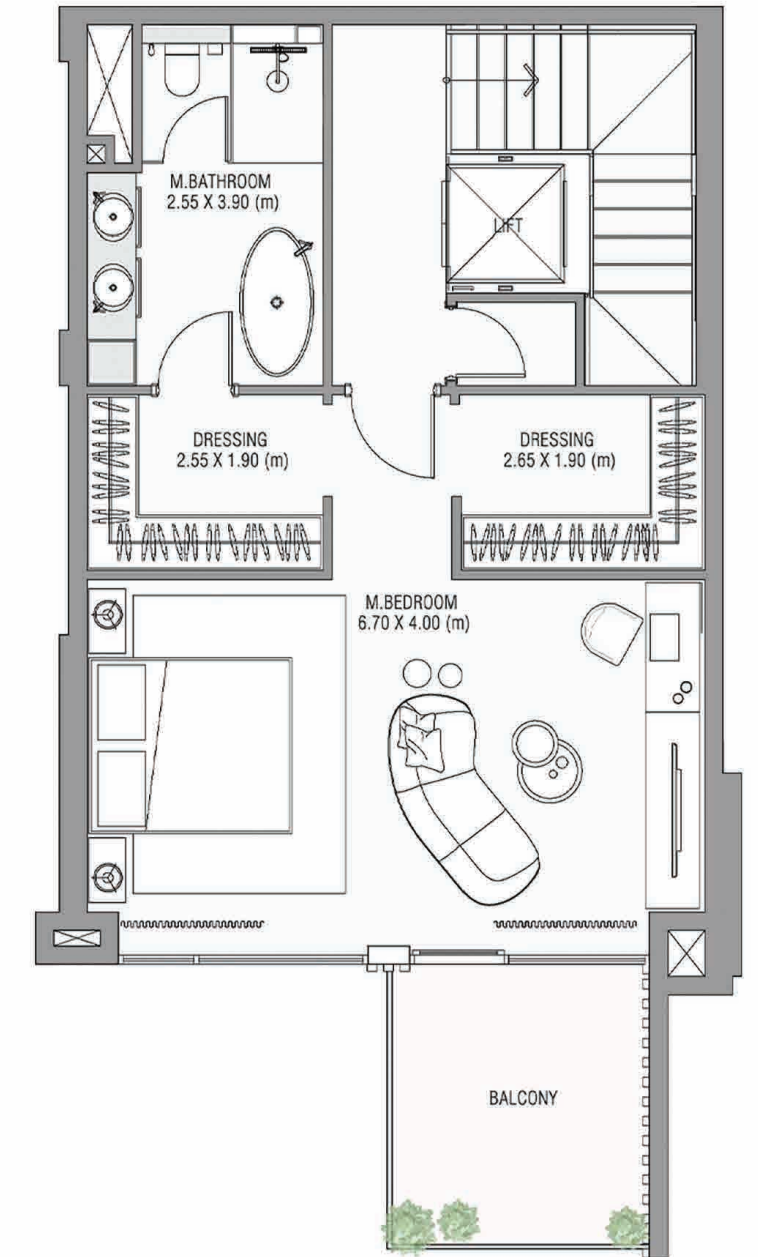 M.BATHROOM
2.55 X 3.90 (m)
LIFT
DRESSING
2.55 X 1.90 (m)
DRESSING
2.65 X 1.90 (m)
M.BEDROOM
6.70 X 4.00 (m)
BALCONY